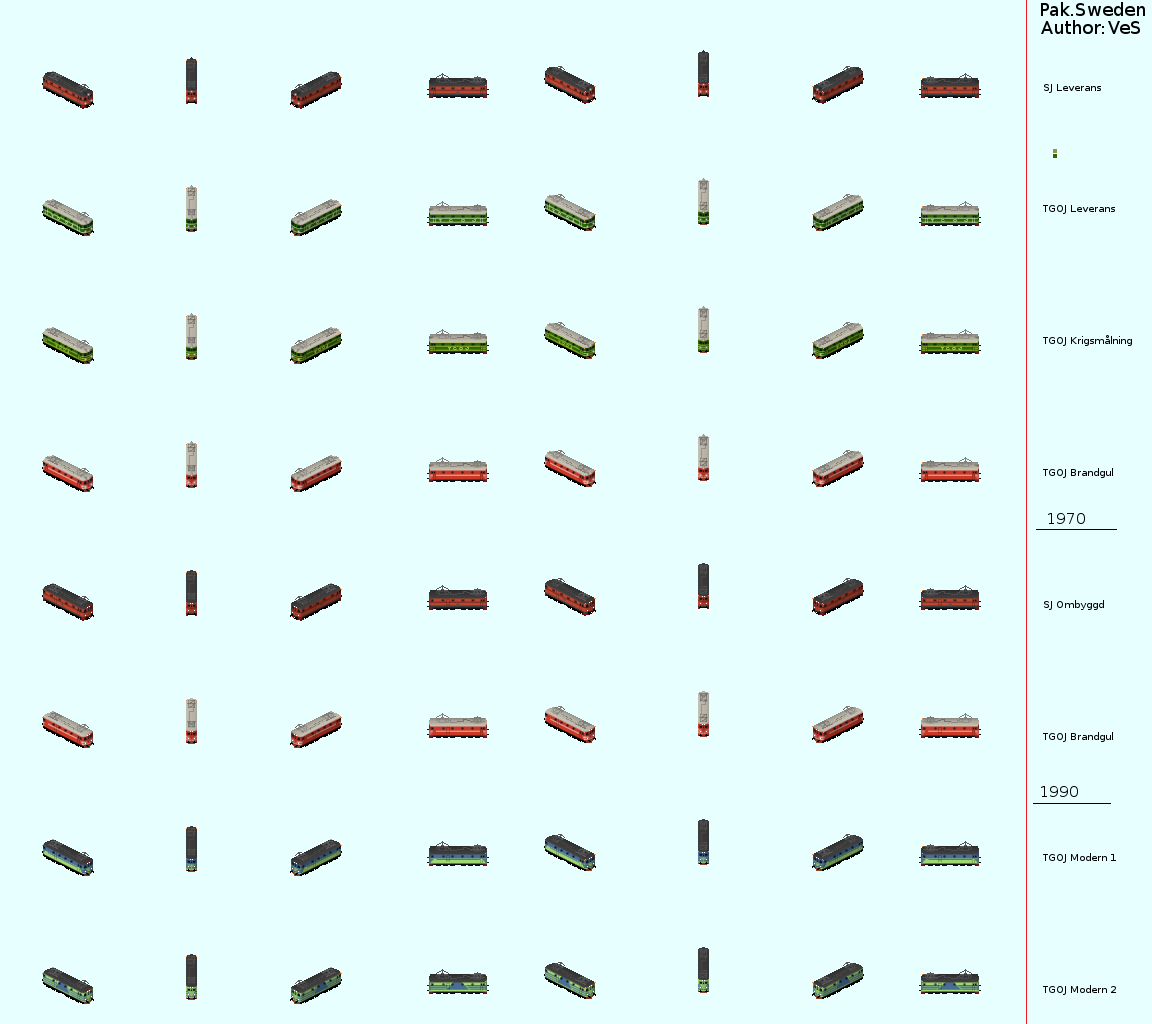 Pak.Sweden
Author: VeS
SJ Leverans
TGOJ Leverans
TGOJ Krigsmålning
TGOJ Brandgul
1970
SJ Ombyggd
TGOJ Brandgul
1990
TGOJ Modern 1
TGOJ Modern 2